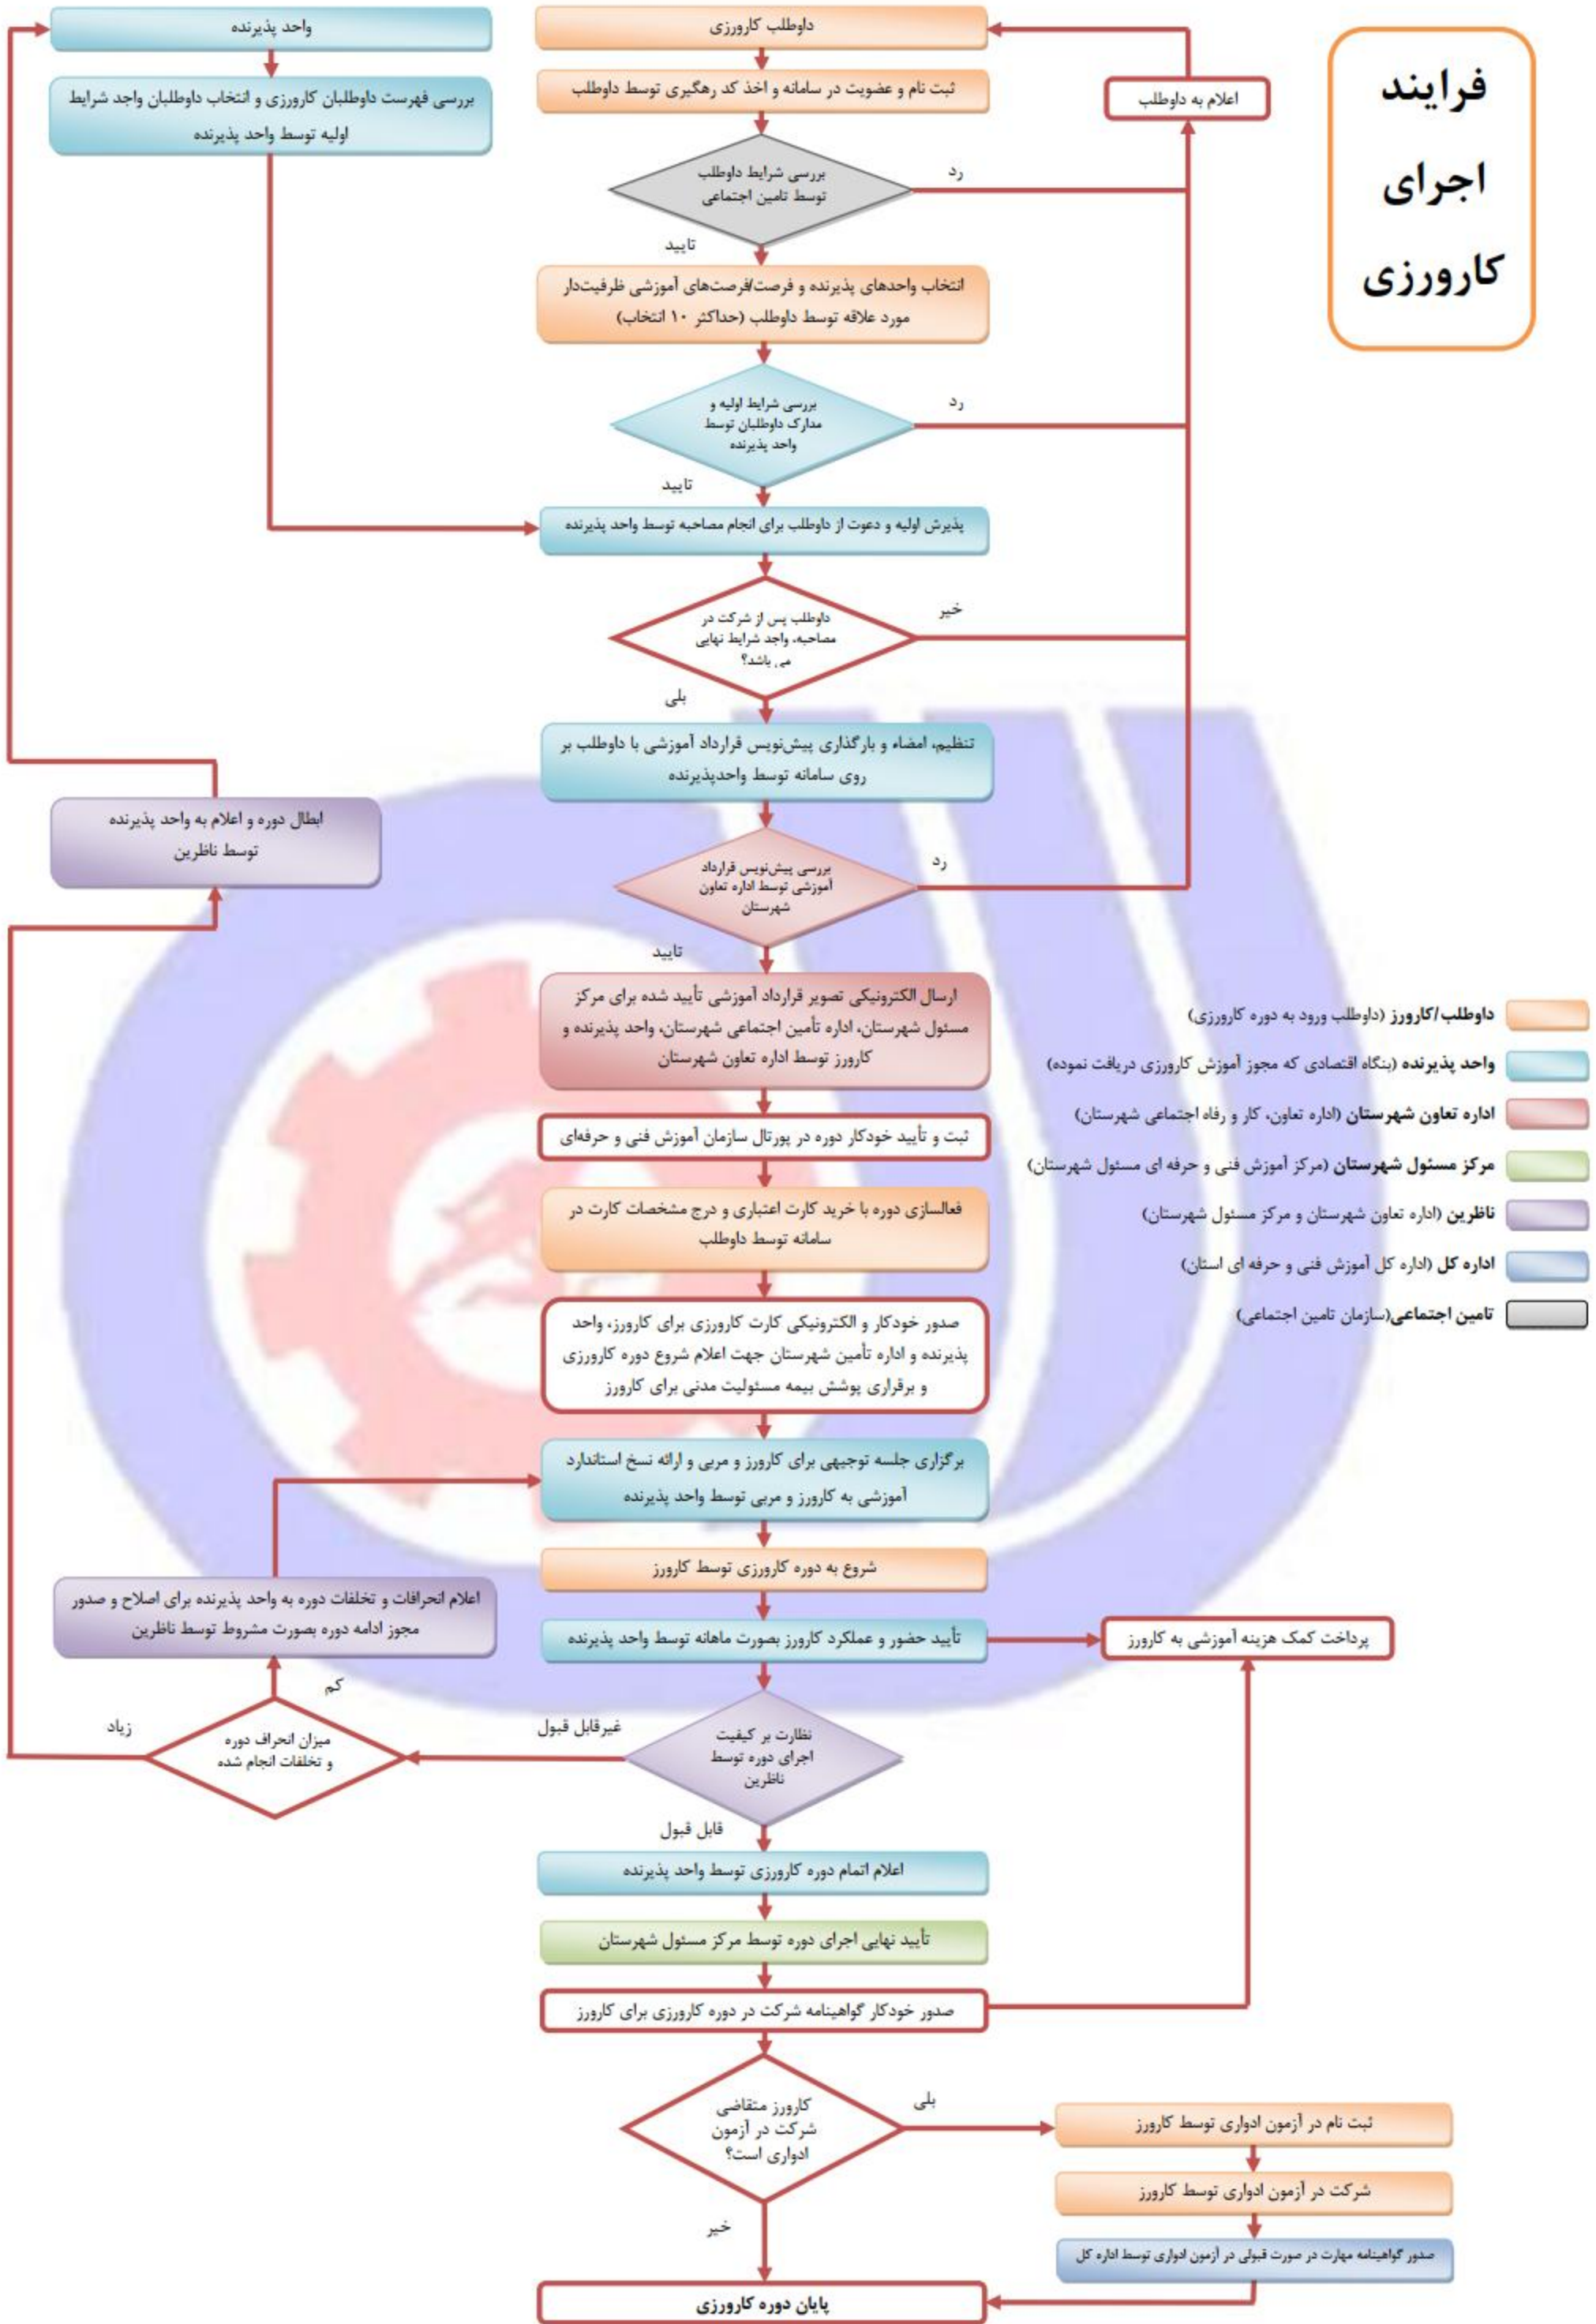 فرایند
اجرای
کارورزی
واحد پذیرنده
بررسی فهرست داوطلبان کارورزی و انتخاب داوطلبان واجد شرایط
اولیه توسط واحد پذیرنده
داوطلب کارورزی
ثبت نام و عضویت در سامانه و اخذ کد رهگیری توسط داوطلب
اعلام به داوطلب
بررسی شرایط داوطلب
توسط تامین اجتماعی
رد
تایید
انتخاب واحدهای پذیرنده و فرصت/فرصت‌های آموزشی ظرفیت‌دار
مورد علاقه توسط داوطلب (حداکثر ۱۰ انتخاب)
بررسی شرایط اولیه و
مدارک داوطلبان توسط
واحد پذیرنده
رد
تایید
پذیرش اولیه و دعوت از داوطلب برای انجام مصاحبه توسط واحد پذیرنده
داوطلب پس از شرکت در
مصاحبه، واجد شرایط نهایی
می باشد؟
خیر
بلی
تنظیم، امضاء و بارگذاری پیش‌نویس قرارداد آموزشی با داوطلب بر
روی سامانه توسط واحدپذیرنده
بررسی پیش‌نویس قرارداد
آموزشی توسط اداره تعاون
شهرستان
رد
تایید
ابطال دوره و اعلام به واحد پذیرنده
توسط ناظرین
ارسال الکترونیکی تصویر قرارداد آموزشی تأیید شده برای مرکز
مسئول شهرستان، اداره تأمین اجتماعی شهرستان، واحد پذیرنده و
کارورز توسط اداره تعاون شهرستان
ثبت و تأیید خودکار دوره در پورتال سازمان آموزش فنی و حرفه‌ای
فعالسازی دوره با خرید کارت اعتباری و درج مشخصات کارت در
سامانه توسط داوطلب
صدور خودکار و الکترونیکی کارت کارورزی برای کارورز، واحد
پذیرنده و اداره تأمین شهرستان جهت اعلام شروع دوره کارورزی
و برقراری پوشش بیمه مسئولیت مدنی برای کارورز
داوطلب/کارورز (داوطلب ورود به دوره کارورزی)
واحد پذیرنده (بنگاه اقتصادی که مجوز آموزش کارورزی دریافت نموده)
اداره تعاون شهرستان (اداره تعاون، کار و رفاه اجتماعی شهرستان)
مرکز مسئول شهرستان (مرکز آموزش فنی و حرفه ای مسئول شهرستان)
ناظرین (اداره تعاون شهرستان و مرکز مسئول شهرستان)
اداره کل (اداره کل آموزش فنی و حرفه ای استان)
تامین اجتماعی(سازمان تامین اجتماعی)
برگزاری جلسه توجیهی برای کارورز و مربی و ارائه نسخ استاندارد
آموزشی به کارورز و مربی توسط واحد پذیرنده
شروع به دوره کارورزی توسط کارورز
اعلام انحرافات و تخلفات دوره به واحد پذیرنده برای اصلاح و صدور
مجوز ادامه دوره بصورت مشروط توسط ناظرین
تأیید حضور و عملکرد کارورز بصورت ماهانه توسط واحد پذیرنده
پرداخت کمک هزینه آموزشی به کارورز
کم
زیاد
میزان انحراف دوره
و تخلفات انجام شده
غیرقابل قبول
نظارت بر کیفیت
اجرای دوره توسط
ناظرین
قابل قبول
اعلام اتمام دوره کارورزی توسط واحد پذیرنده
تأیید نهایی اجرای دوره توسط مرکز مسئول شهرستان
صدور خودکار گواهینامه شرکت در دوره کارورزی برای کارورز
کارورز متقاضی
شرکت در آزمون
ادواری است؟
بلی
خیر
ثبت نام در آزمون ادواری توسط کارورز
شرکت در آزمون ادواری توسط کارورز
صدور گواهینامه مهارت در صورت قبولی در آزمون ادواری توسط اداره کل
پایان دوره کارورزی